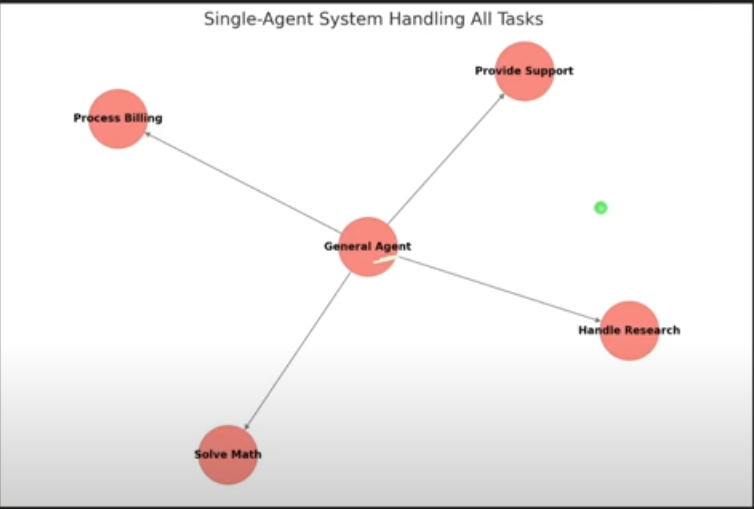 Single-Agent System Handling All Tasks
Provide Support
Process Billing
General Agent
Handle Research
Solve Math